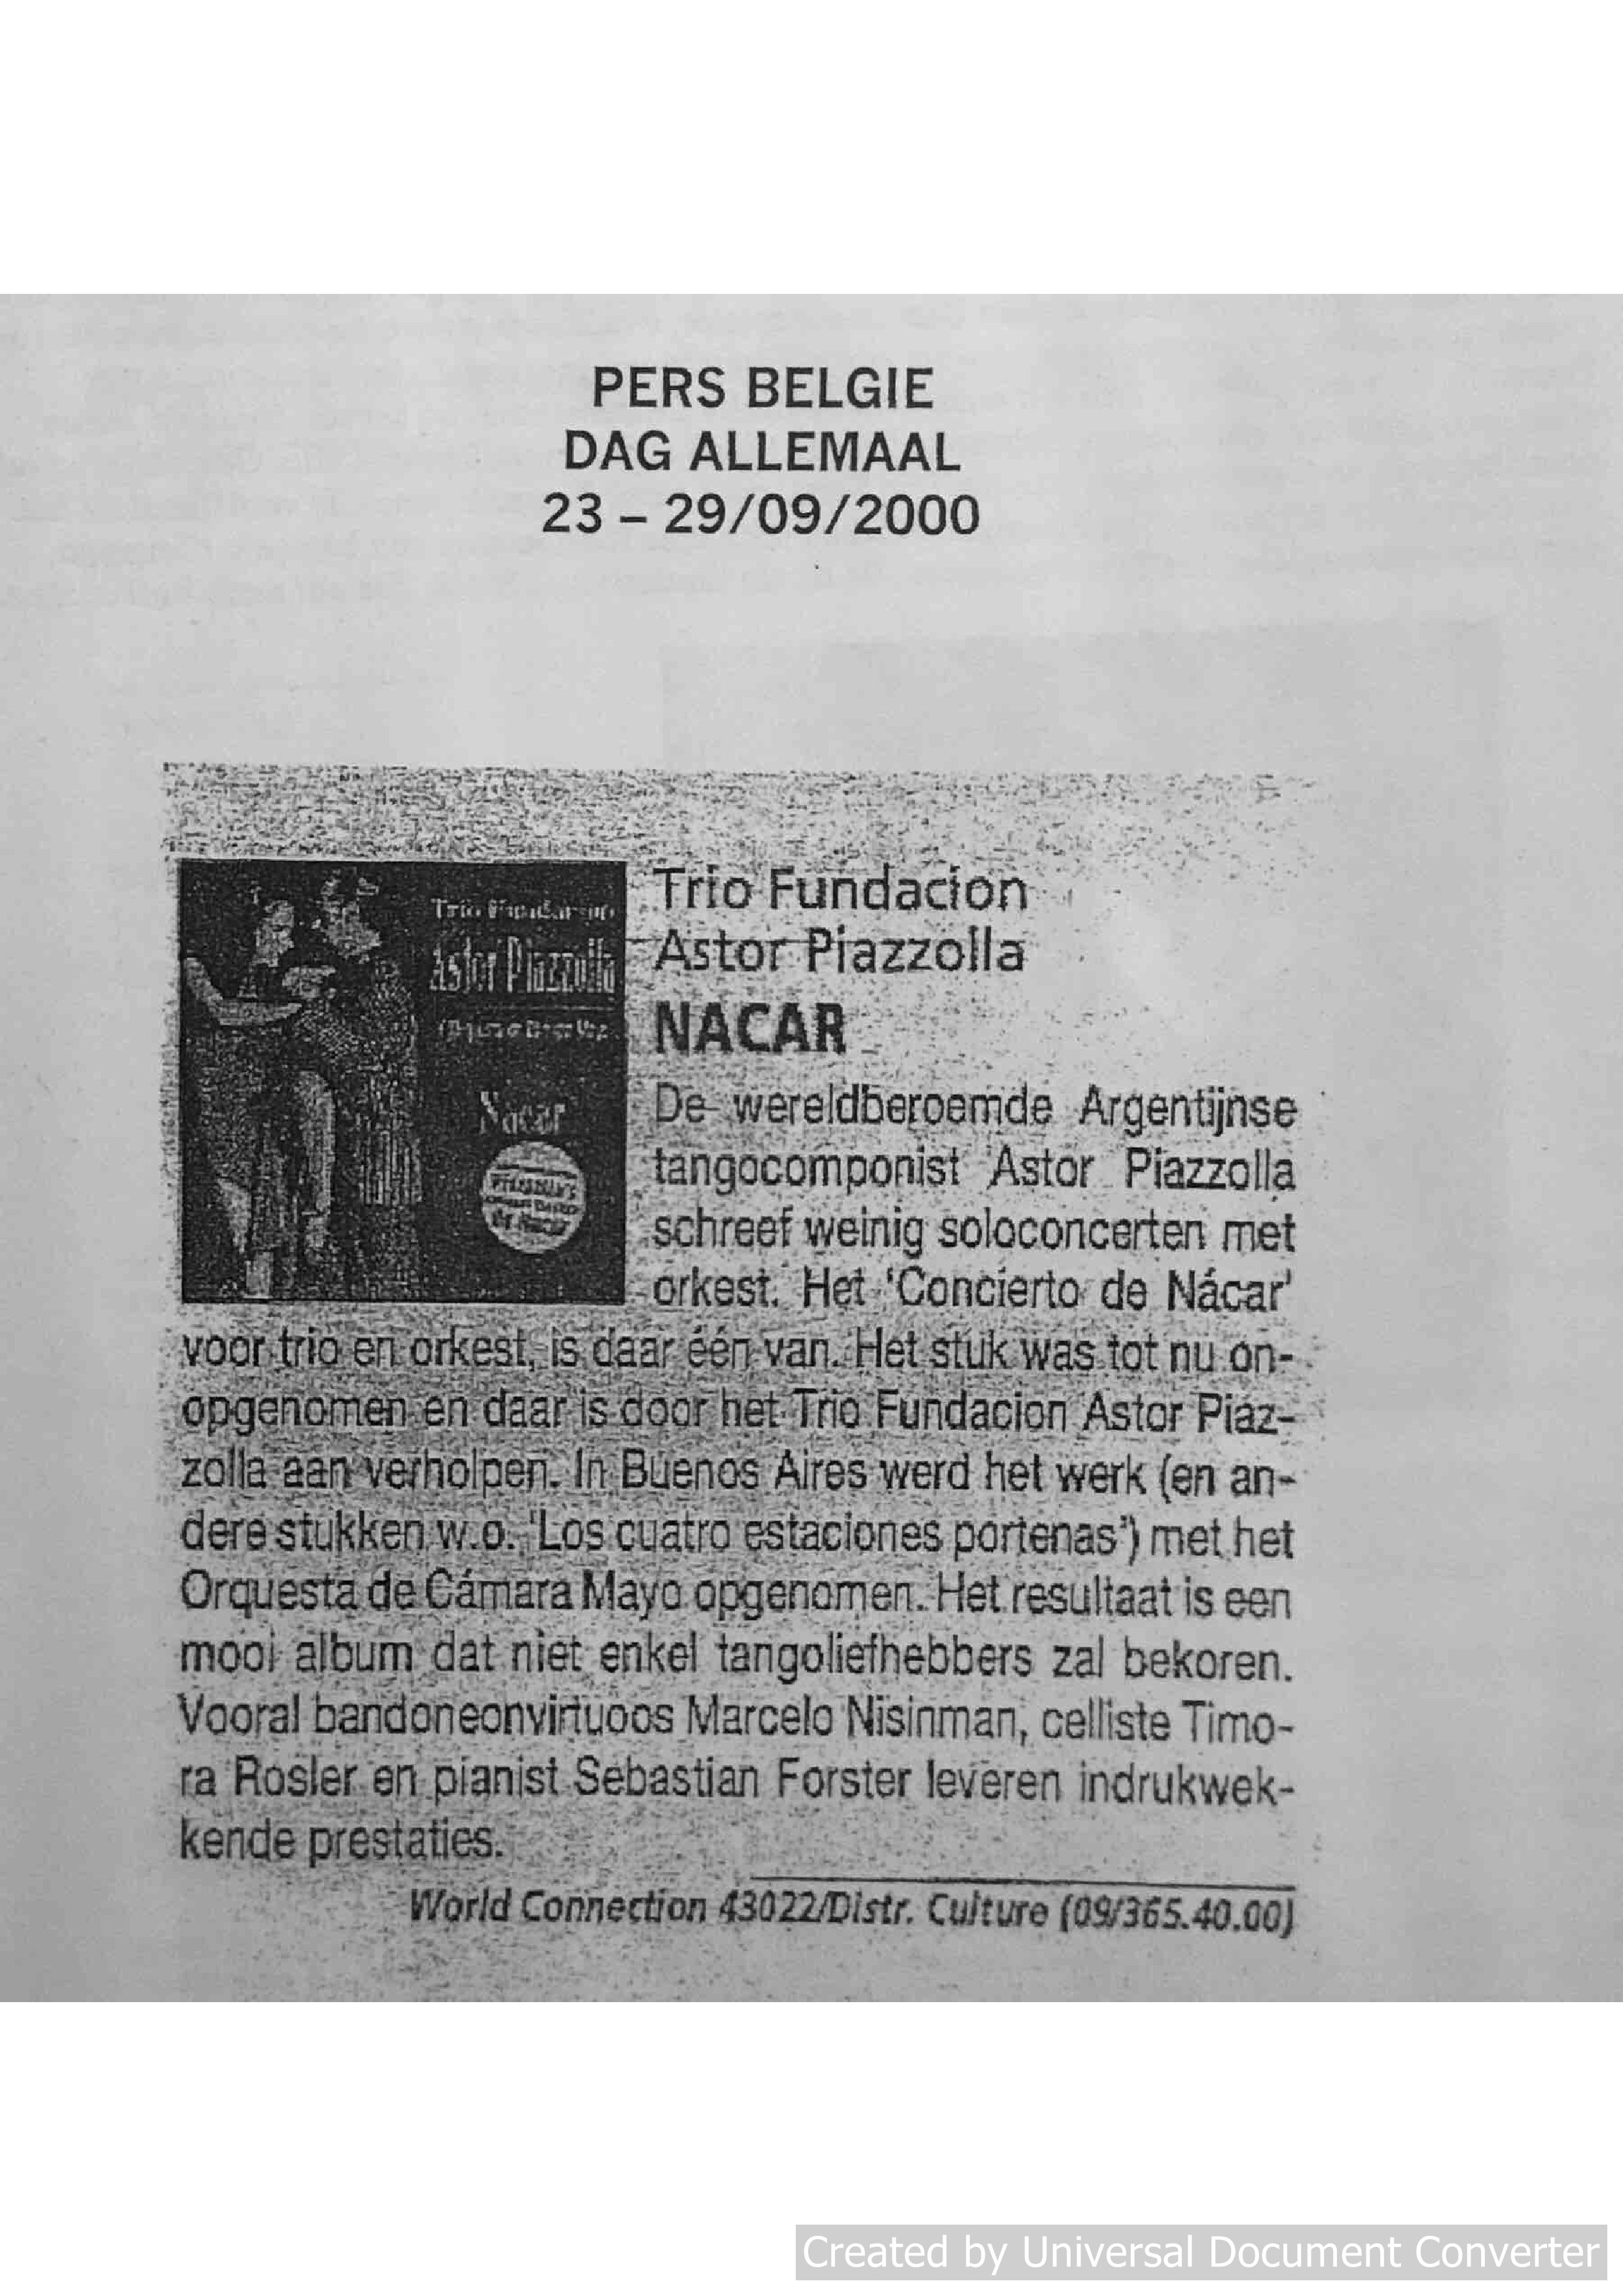 PERS BELGIE
DAG ALLEMAAL
23 – 29/09/2000
Trio Fundacion
Astor Piazzolla
Nacar
Trio Fundacion
Astor Piazzolla
NACAR
De wereldberoemde Argentijnse
tangocomponist Astor Piazzolla
schreef weinig soloconcerten met
orkest. Het 'Concierto de Nácar'
voor trio en orkest, is daar één van. Het stuk was tot nu on-
opgenomen en daar is door het Trio Fundacion Astor Piaz-
zolla aan verholpen. In Buenos Aires werd het werk (en an-
dere stukken w.o. 'Los cuatro estaciones portenas') met het
Orquesta de Cámara Mayo opgenomen. Het resultaat is een
mooi album dat niet enkel tangoliefhebbers zal bekoren.
Vooral bandoneonvirtuoos Marcelo Nisinman, celliste Timo-
ra Rosler en pianist Sebastian Forster leveren indrukwek-
kende prestaties.
World Connection 43022/Distr. Culture (09/365.40.00)
Created by Universal Document Converter